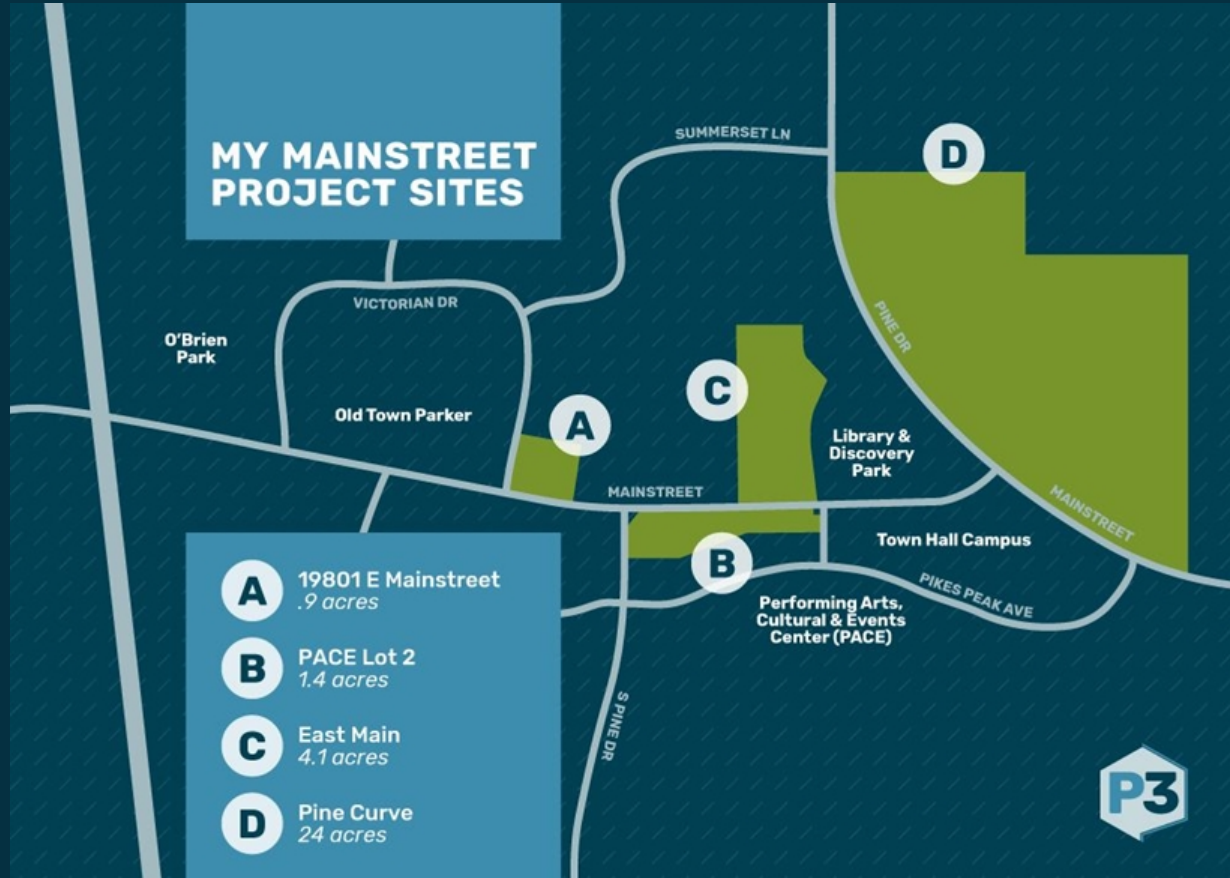 MY MAINSTREET
PROJECT SITES
SUMMERSET LN
D
VICTORIAN DR
O'Brien
Park
PINE DR
C
A
Old Town Parker
Library &
Discovery
Park
MAINSTREET
MAINSTREET
Town Hall Campus
B
PIKES PEAK AVE
Performing Arts,
Cultural & Events
Center (PACE)
S PINE DR
A
19801 E Mainstreet
.9 acres
B
PACE Lot 2
1.4 acres
C
East Main
4.1 acres
D
Pine Curve
24 acres
P3